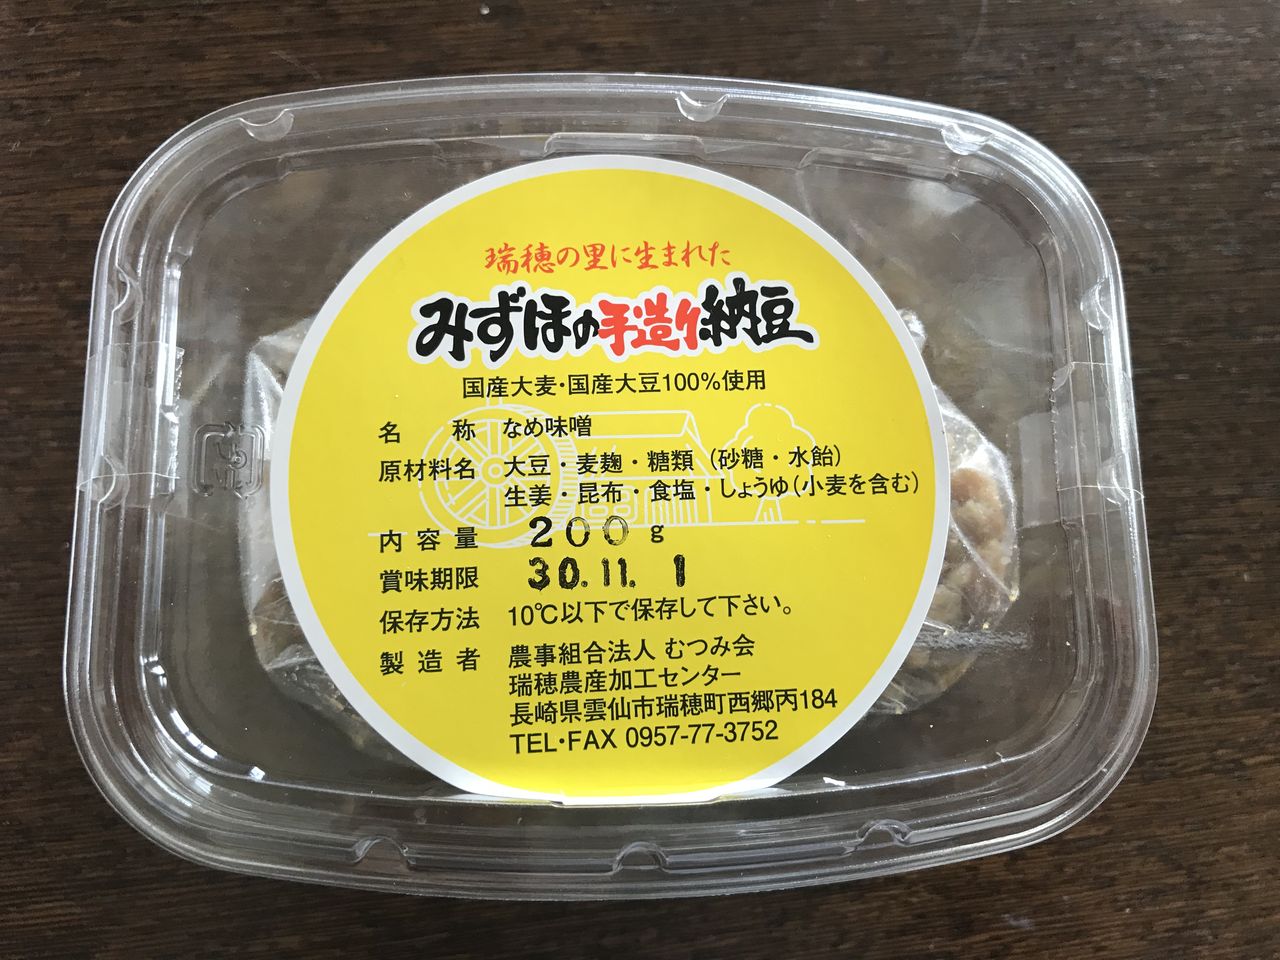 瑞穂の里に生まれた
みずほの手造り納豆
国産大麦・国産大豆100%使用
名称 なめ味噌
原材料名 大豆・麦麹・糖類(砂糖・水飴)
生姜・昆布・食塩・しょうゆ(小麦を含む)
内容量 200g
賞味期限 30.11.1
保存方法 10℃以下で保存して下さい。
製造者 農事組合法人 むつみ会
瑞穂農産加工センター
長崎県雲仙市瑞穂町西郷丙184
TEL・FAX 0957-77-3752